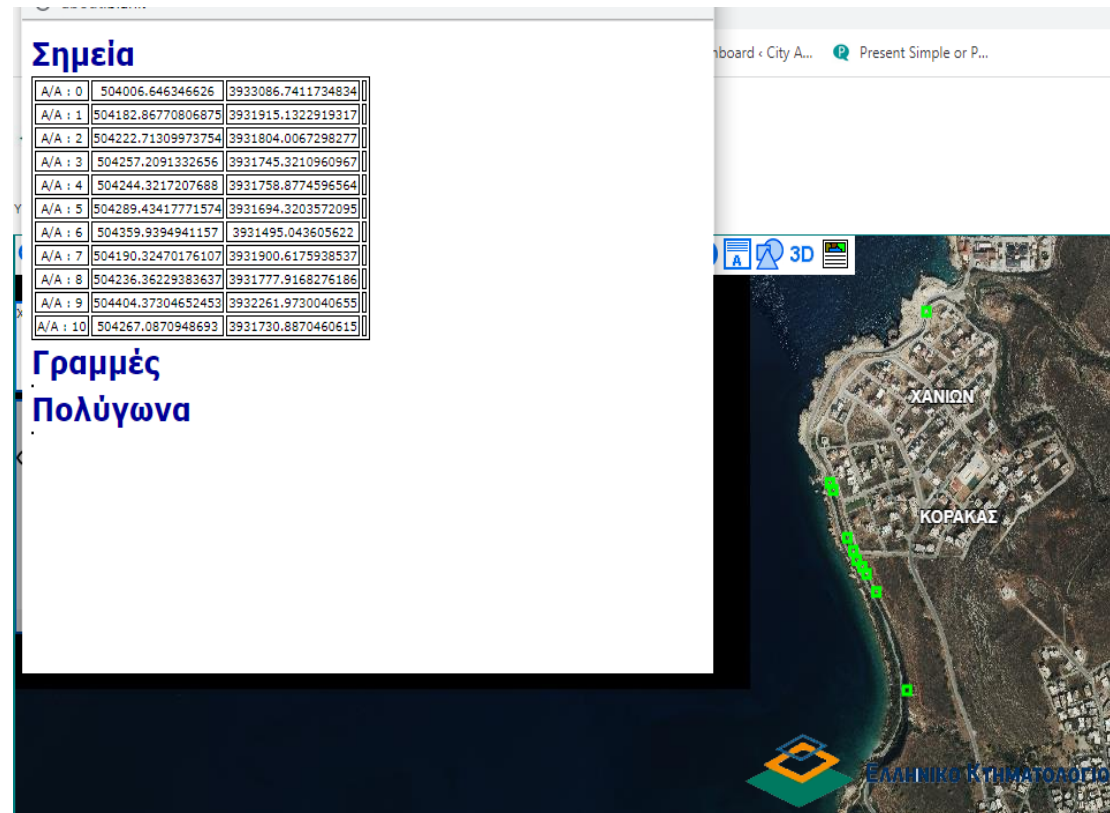 nboard ‹ City A... Present Simple or P...
Σημεία
A/A : 0 504006.646346626 3933086.7411734834
A/A : 1 504182.86770806875 3931915.1322919317
A/A : 2 504222.71309973754 3931804.0067298277
A/A : 3 504257.2091332656 3931745.3210960967
A/A : 4 504244.3217207688 3931758.8774596564
A/A : 5 504289.43417771574 3931694.3203572095
A/A : 6 504359.9394941157 3931495.043605622
A/A : 7 504190.32470176107 3931900.6175938537
A/A : 8 504236.36229383637 3931777.9168276186
A/A : 9 504404.37304652453 3932261.9730040655
A/A : 10 504267.0870948693 3931730.8870460615
Γραμμές
Πολύγωνα
A 3D
ΧΑΝΙΩΝ
ΚΟΡΑΚΑΣ
ΕΛΛΗΝΙΚΟ ΚΤΗΜΑΤΟΛΟΓΙΟ